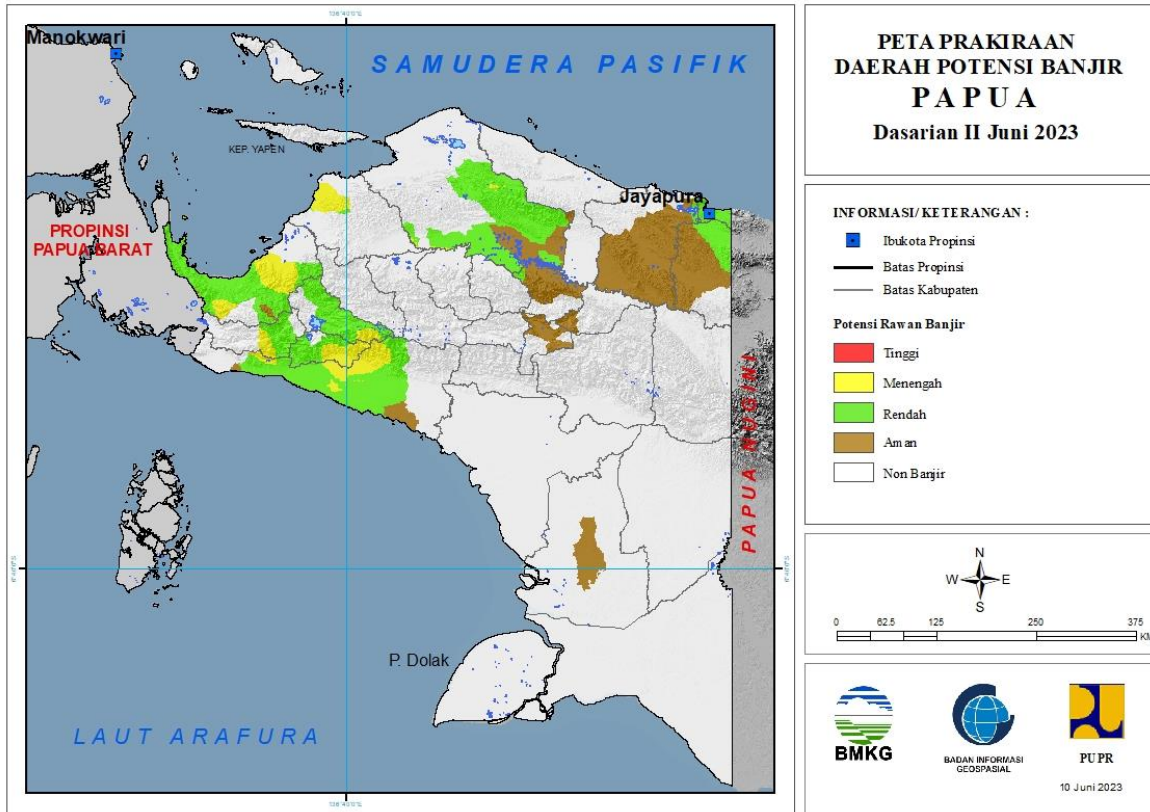 PETA PRAKIRAAN
DAERAH POTENSI BANJIR
PAPUA
Dasarian II Juni 2023
INFORMASI/ KETERANGAN :
Ibukota Propinsi
Batas Propinsi
Batas Kabupaten
Potensi Rawan Banjir
Tinggi
Menengah
Rendah
Aman
Non Banjir
N
W E
S
0 62.5 125 250 375
KM
BMKG
BADAN INFORMASI
GEOSPASIAL
PUPR
10 Juni 2023
Manokwari
SAMUDERA PASIFIK
KEP. YAPEN
Jayapura
PROPINSI
PAPUA BARAT
PAPUA NUGINI
P. Dolak
LAUT ARAFURA